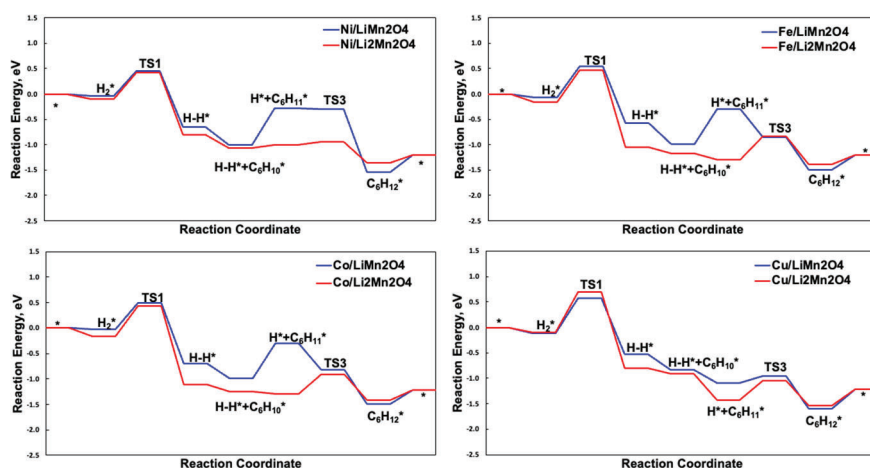 1.5
1.0
0.5
0.0
-0.5
-1.0
-1.5
-2.0
-2.5
Reaction Energy, eV
Reaction Coordinate
Ni/LiMn2O4
Ni/Li2Mn2O4
*
H₂*
TS1
H-H*
H-H*+C₆H₁₀*
H*+C₆H₁₁*
TS3
C₆H₁₂*
*
1.5
1.0
0.5
0.0
-0.5
-1.0
-1.5
-2.0
-2.5
Reaction Energy, eV
Reaction Coordinate
Fe/LiMn2O4
Fe/Li2Mn2O4
*
H₂*
TS1
H-H*
H-H*+C₆H₁₀*
H*+C₆H₁₁*
TS3
C₆H₁₂*
*
1.5
1.0
0.5
0.0
-0.5
-1.0
-1.5
-2.0
-2.5
Reaction Energy, eV
Reaction Coordinate
Co/LiMn2O4
Co/Li2Mn2O4
*
H₂*
TS1
H-H*
H-H*+C₆H₁₀*
H*+C₆H₁₁*
TS3
C₆H₁₂*
*
1.5
1.0
0.5
0.0
-0.5
-1.0
-1.5
-2.0
-2.5
Reaction Energy, eV
Reaction Coordinate
Cu/LiMn2O4
Cu/Li2Mn2O4
*
H₂*
TS1
H-H*
H-H*+C₆H₁₀*
H*+C₆H₁₁*
TS3
C₆H₁₂*
*